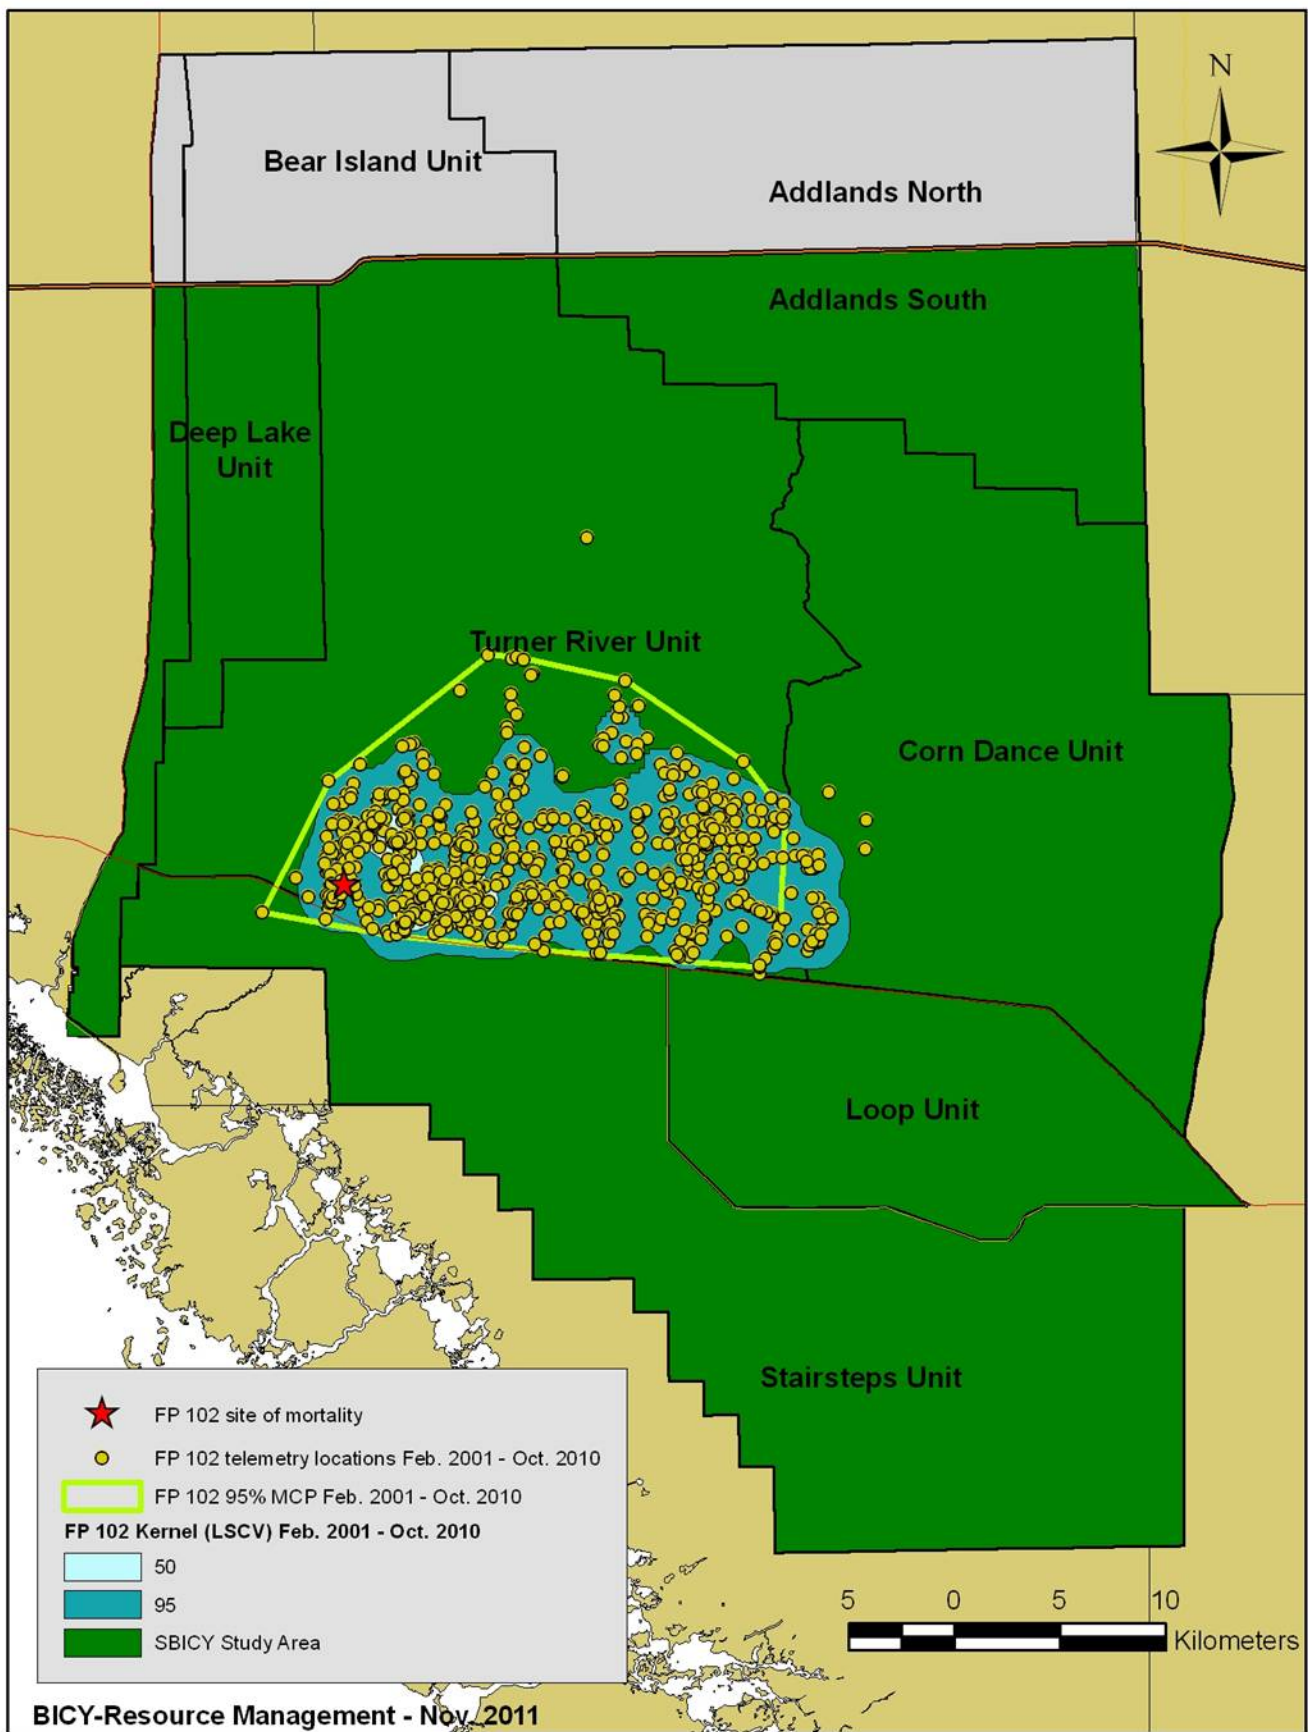 N
Bear Island Unit
Addlands North
Addlands South
Deep Lake
Unit
Turner River Unit
Corn Dance Unit
Loop Unit
Stairsteps Unit
FP 102 site of mortality
FP 102 telemetry locations Feb. 2001 - Oct. 2010
FP 102 95% MCP Feb. 2001 - Oct. 2010
FP 102 Kernel (LSCV) Feb. 2001 - Oct. 2010
50
95
SBICY Study Area
5 0 5 10
Kilometers
BICY-Resource Management - Nov. 2011